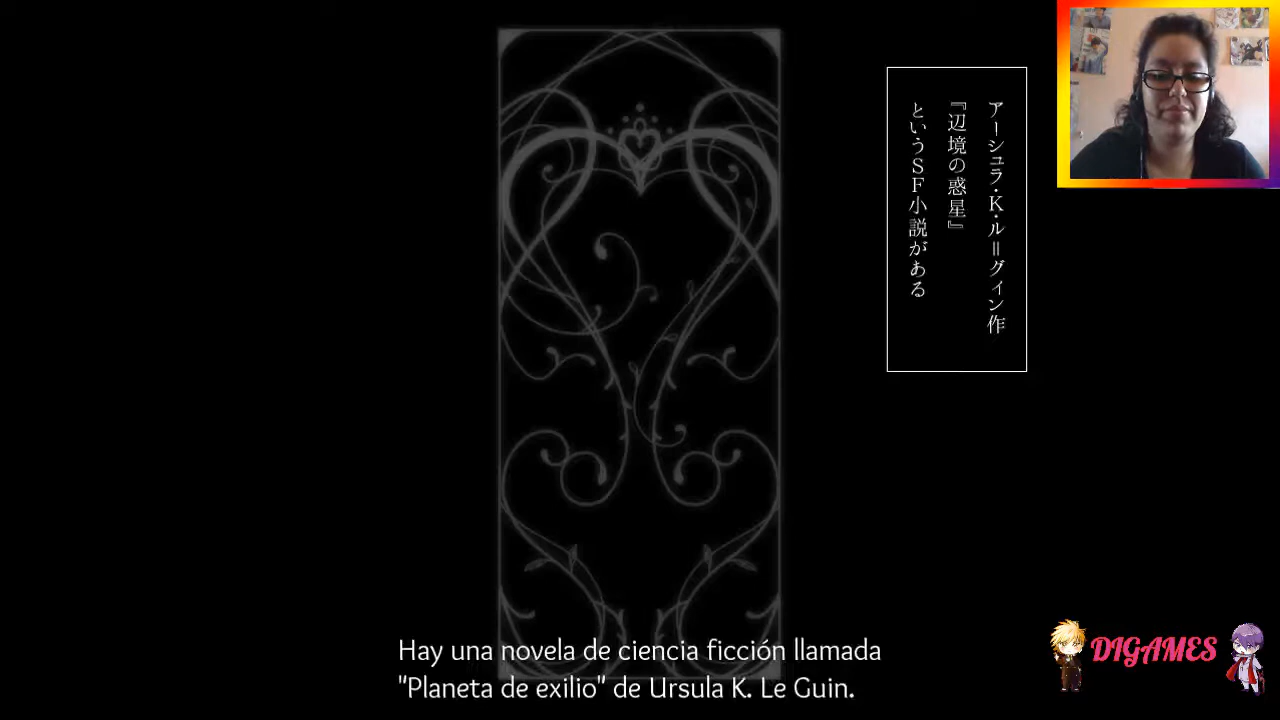 アーシュラ・K・ル＝グィン作
『辺境の惑星』
というSF小説がある
Hay una novela de ciencia ficción llamada
"Planeta de exilio" de Ursula K. Le Guin.
DIGAMES